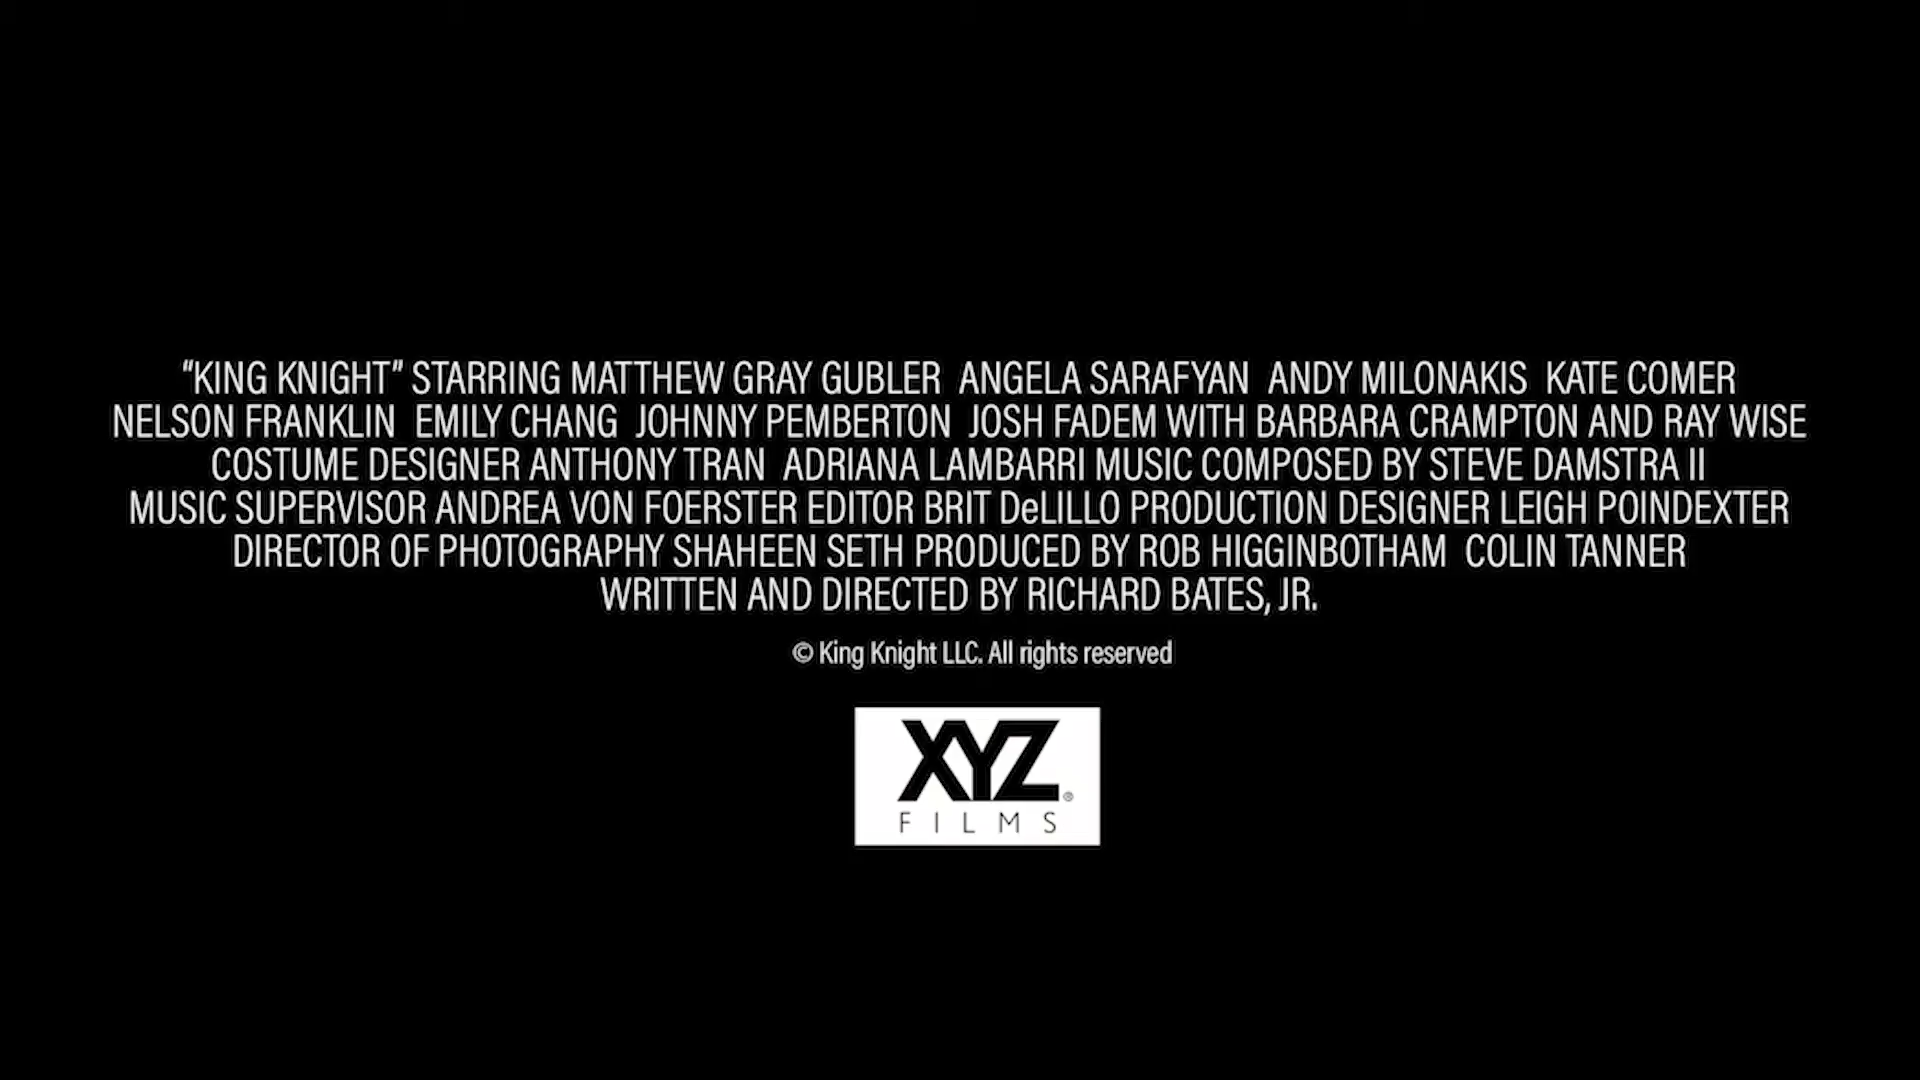 “KING KNIGHT” STARRING MATTHEW GRAY GUBLER ANGELA SARAFYAN ANDY MILONAKIS KATE COMER
NELSON FRANKLIN EMILY CHANG JOHNNY PEMBERTON JOSH FADEM WITH BARBARA CRAMPTON AND RAY WISE
COSTUME DESIGNER ANTHONY TRAN ADRIANA LAMBARRI MUSIC COMPOSED BY STEVE DAMSTRA II
MUSIC SUPERVISOR ANDREA VON FOERSTER EDITOR BRIT DeLILLO PRODUCTION DESIGNER LEIGH POINDEXTER
DIRECTOR OF PHOTOGRAPHY SHAHEEN SETH PRODUCED BY ROB HIGGINBOTHAM COLIN TANNER
WRITTEN AND DIRECTED BY RICHARD BATES, JR.
© King Knight LLC. All rights reserved
XYZ®
FILMS